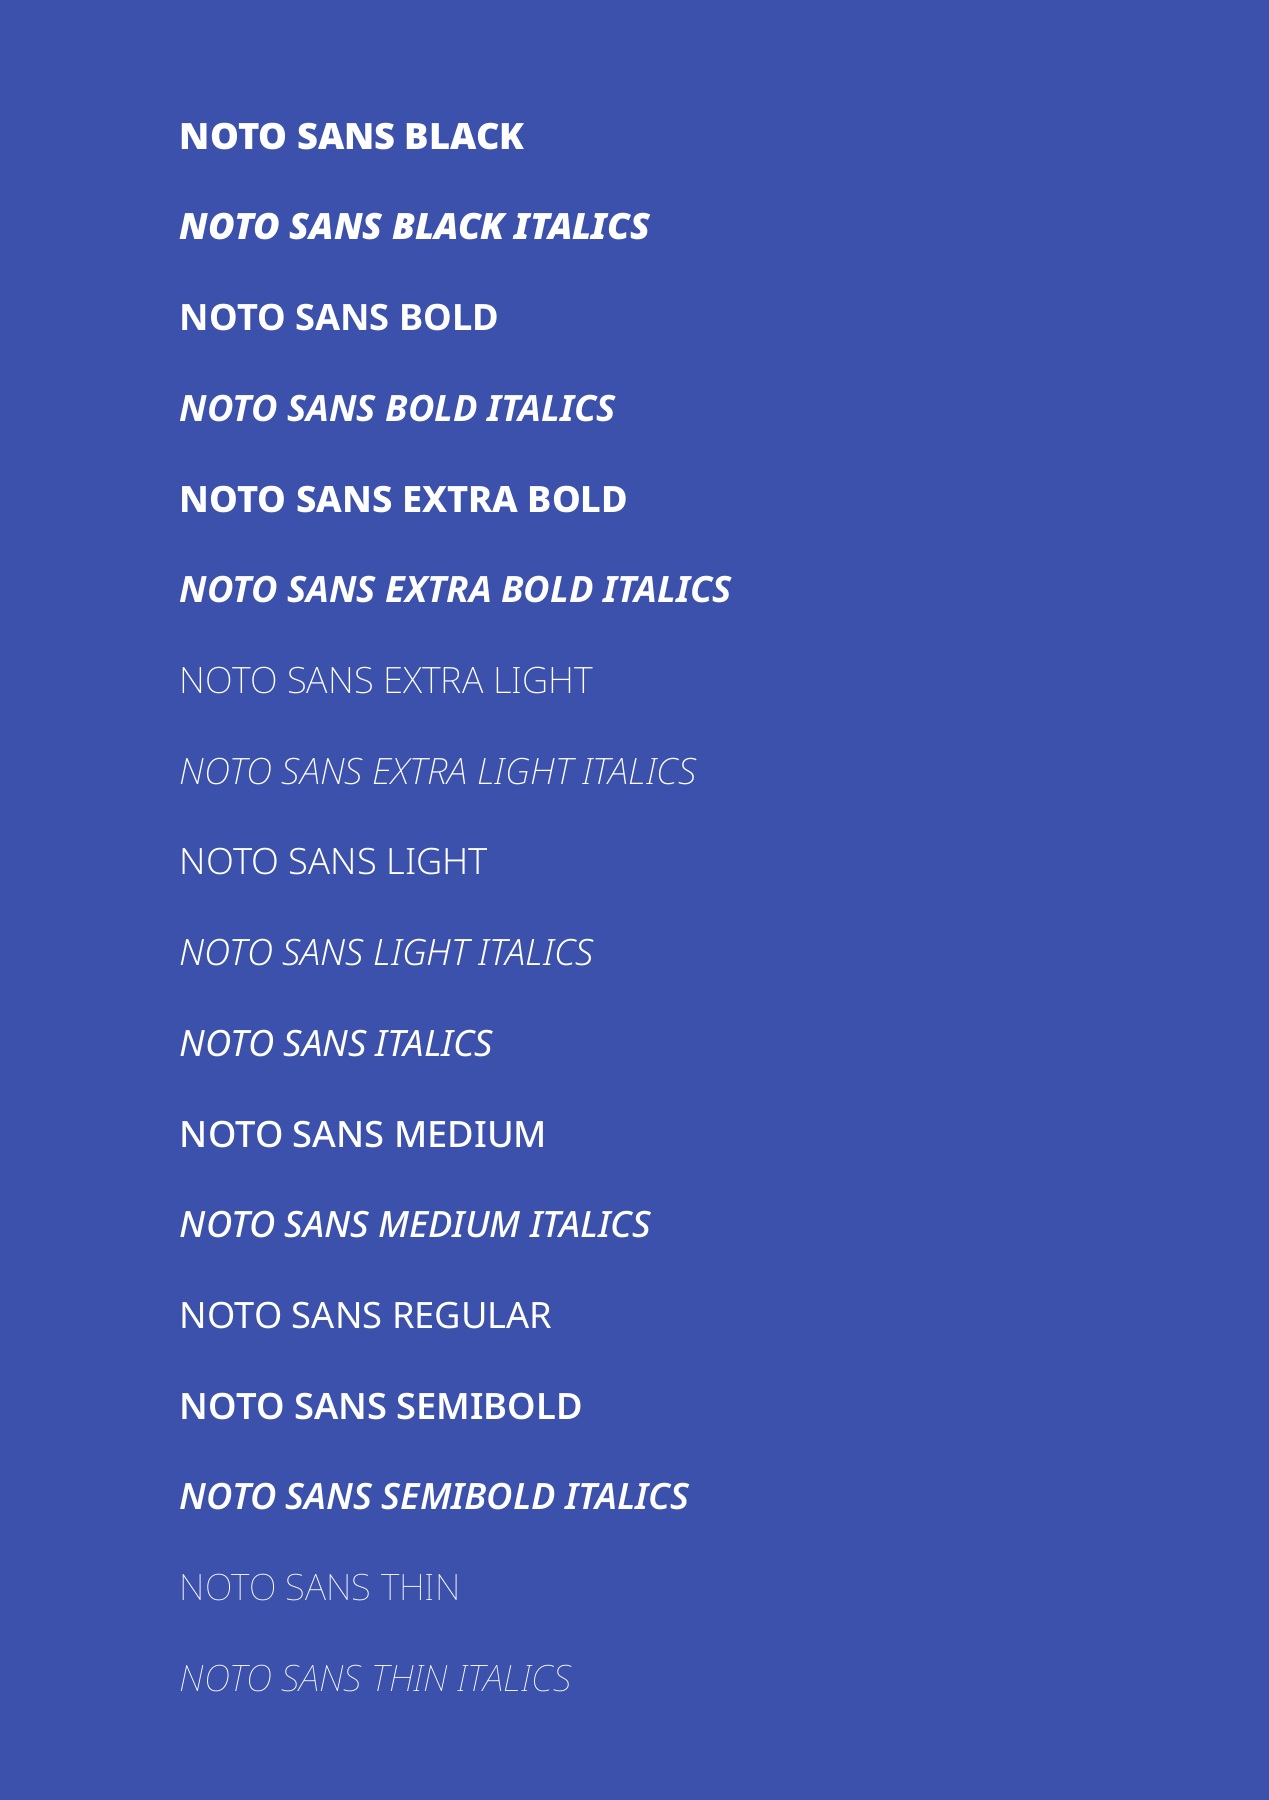 NOTO SANS BLACK
NOTO SANS BLACK ITALICS
NOTO SANS BOLD
NOTO SANS BOLD ITALICS
NOTO SANS EXTRA BOLD
NOTO SANS EXTRA BOLD ITALICS
NOTO SANS EXTRA LIGHT
NOTO SANS EXTRA LIGHT ITALICS
NOTO SANS LIGHT
NOTO SANS LIGHT ITALICS
NOTO SANS ITALICS
NOTO SANS MEDIUM
NOTO SANS MEDIUM ITALICS
NOTO SANS REGULAR
NOTO SANS SEMIBOLD
NOTO SANS SEMIBOLD ITALICS
NOTO SANS THIN
NOTO SANS THIN ITALICS